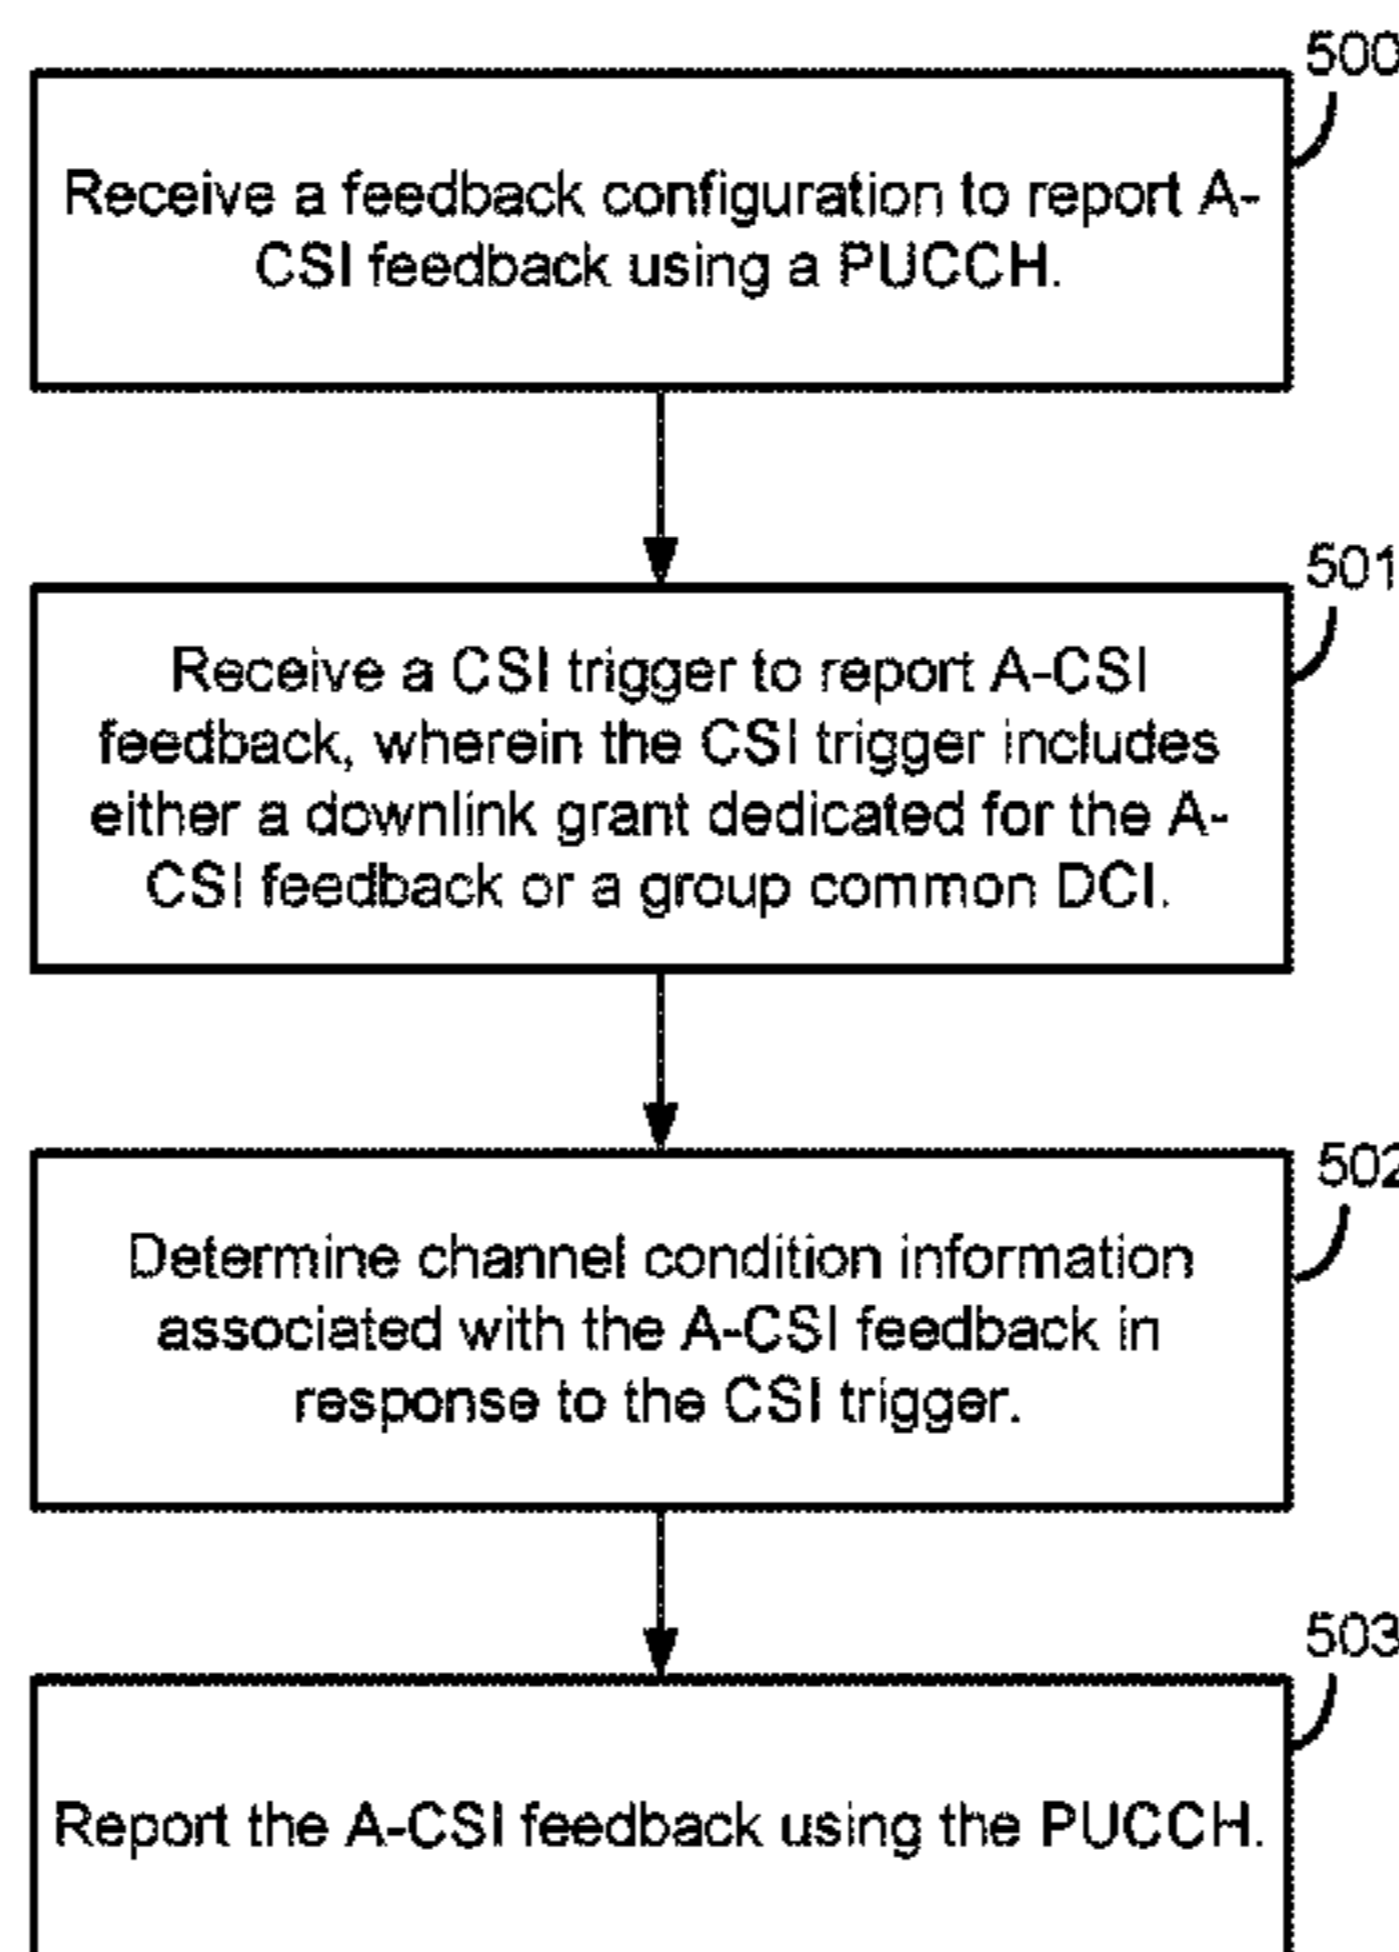 500
Receive a feedback configuration to report A-
CSI feedback using a PUCCH.
501
Receive a CSI trigger to report A-CSI
feedback, wherein the CSI trigger includes
either a downlink grant dedicated for the A-
CSI feedback or a group common DCI.
502
Determine channel condition information
associated with the A-CSI feedback in
response to the CSI trigger.
503
Report the A-CSI feedback using the PUCCH.